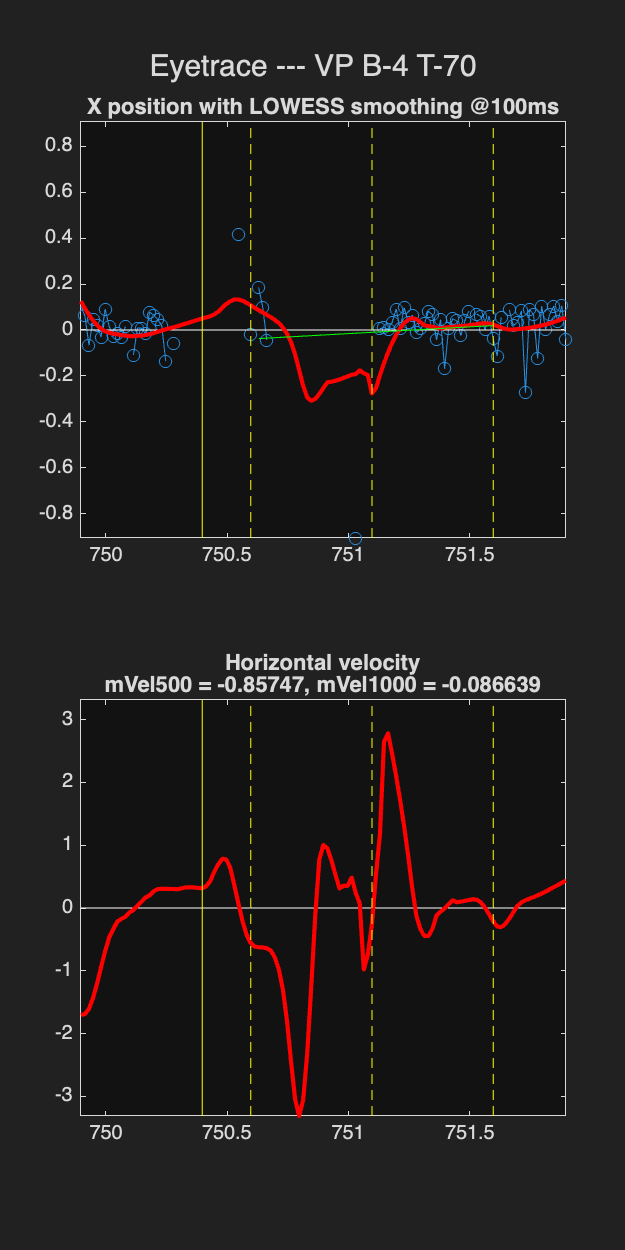 Eyetrace --- VP B-4 T-70
X position with LOWESS smoothing @100ms
0.8
0.6
0.4
0.2
0
-0.2
-0.4
-0.6
-0.8
750 750.5 751 751.5
Horizontal velocity
mVel500 = -0.85747, mVel1000 = -0.086639
3
2
1
0
-1
-2
-3
750 750.5 751 751.5